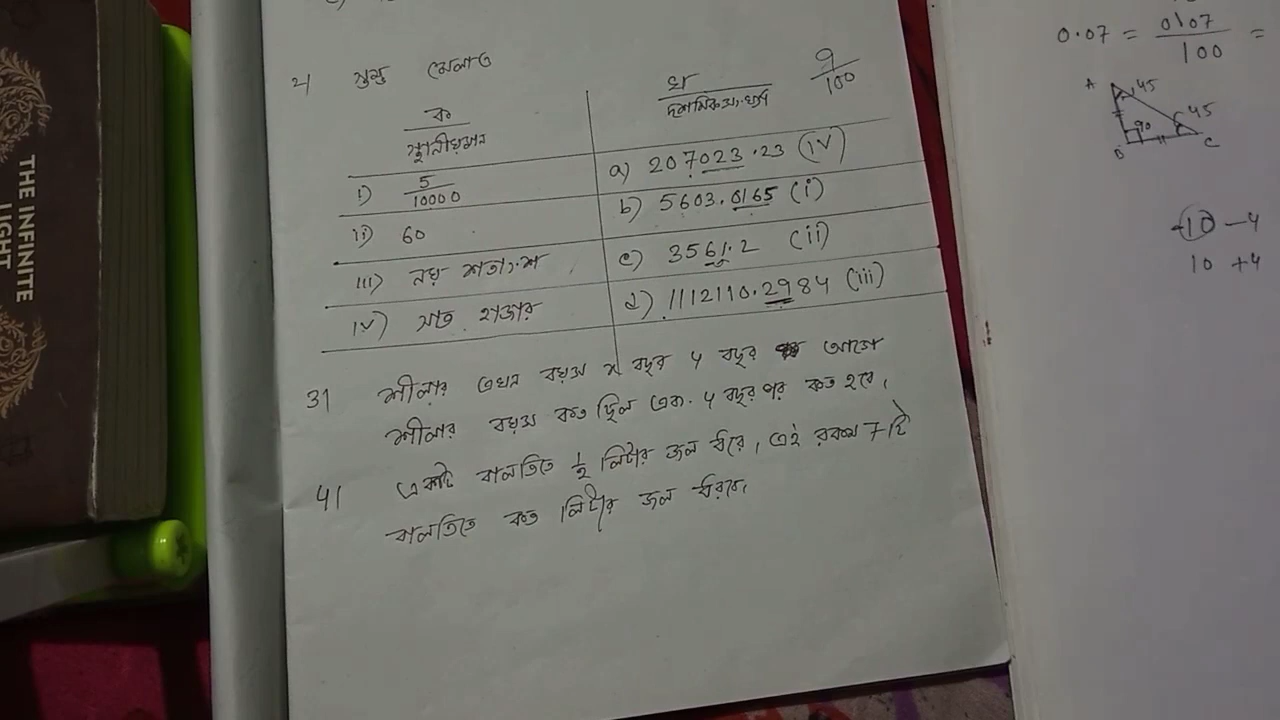 THE INFINITE
LIGHT
২। স্তম্ভ মেলাও
ক
স্থানীয়মান
খ
দশমিক সংখ্যা
9/100
i) 5/10000
a) 207023.23 (iv)
ii) 60
b) 5603.0165 (i)
iii) নয় শতাংশ
c) 3561.2 (ii)
iv) সাত হাজার
d) 1112110.2984 (iii)
3। শীলার এখন বয়স x বছর 4 বছর আগে
শীলার বয়স কত ছিল এবং 4 বছর পর কত হবে।
4। একটি বালতিতে 1/2 লিটার জল ধরে, এই রকম 7 টি
বালতিতে কত লিটার জল ধরবে।
0.07 = 0107/100 =
A 45
45
90
B C
10 - 4
10 + 4